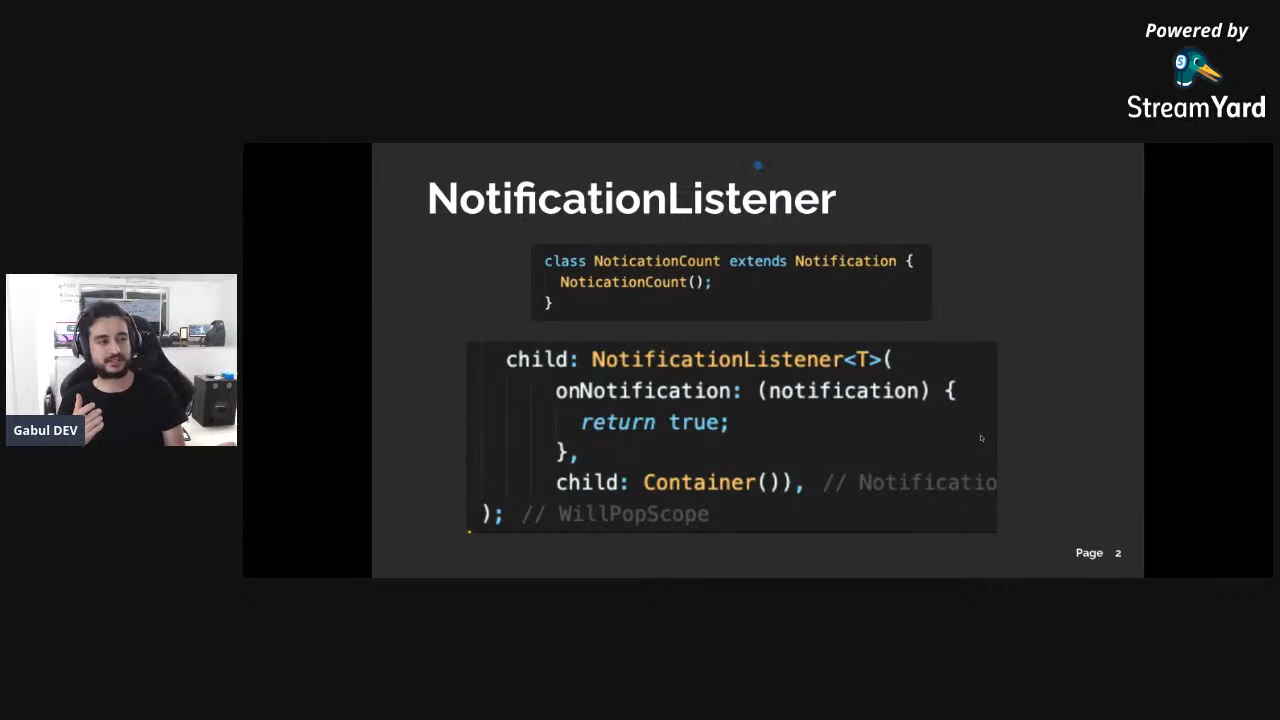 Powered by
StreamYard
NotificationListener
class NoticationCount extends Notification {
NoticationCount();
}
child: NotificationListener<T>(
onNotification: (notification) {
return true;
},
child: Container()), // Notificatio
); // WillPopScope
Gabul DEV
Page 2